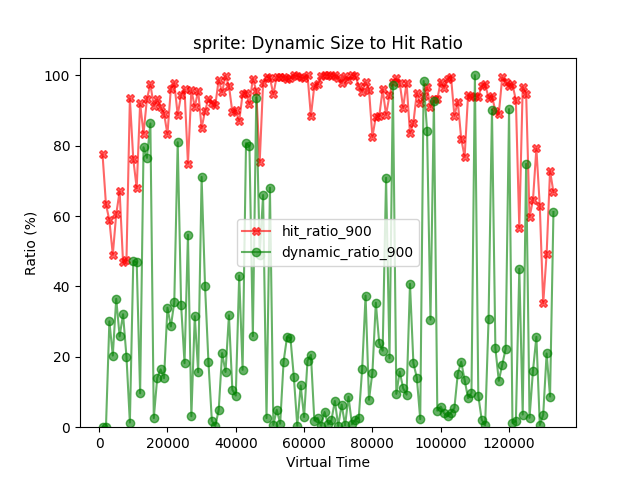 sprite: Dynamic Size to Hit Ratio
Ratio (%)
100
80
60
40
20
0
hit_ratio_900
dynamic_ratio_900
0 20000 40000 60000 80000 100000 120000
Virtual Time